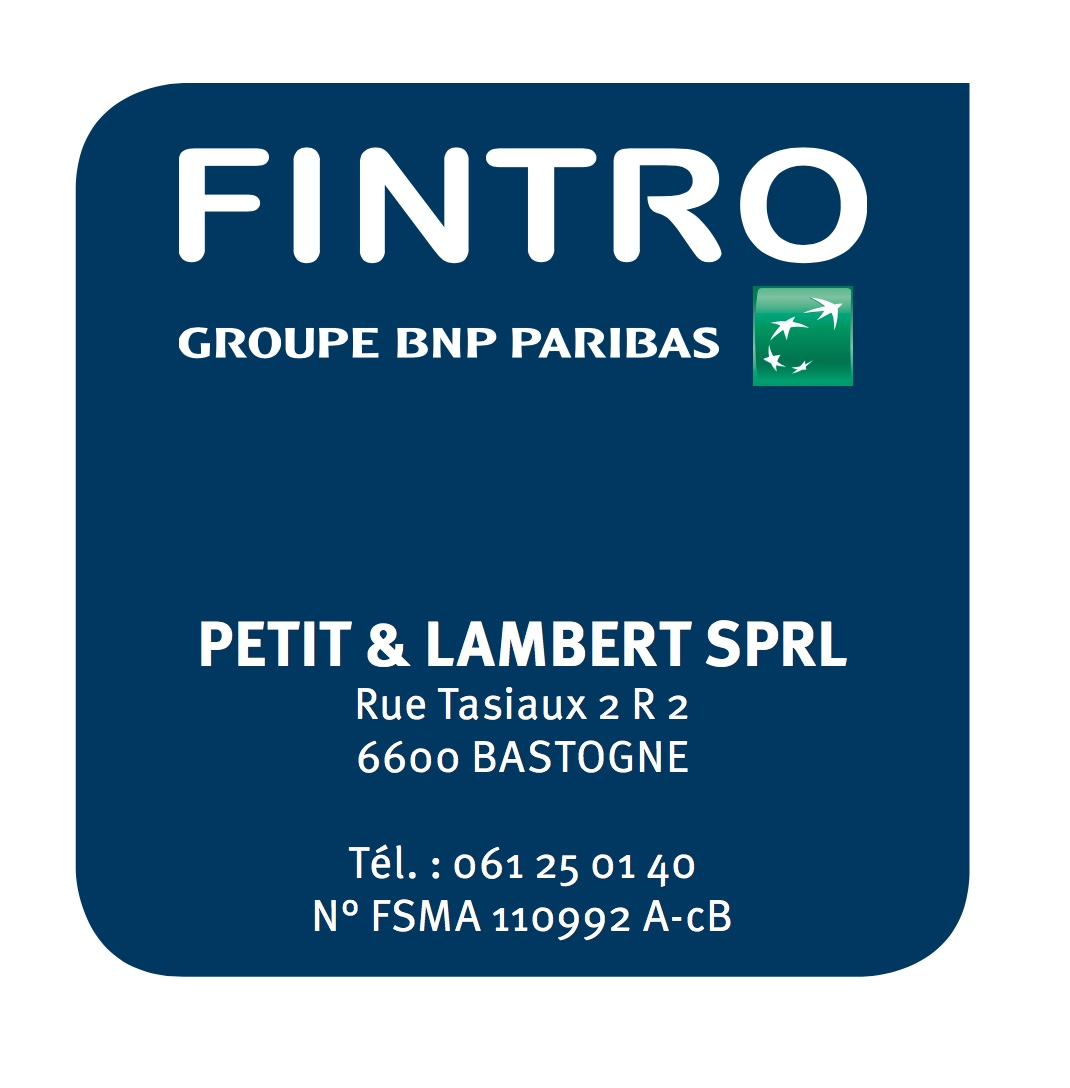 FINTRO
GROUPE BNP PARIBAS
PETIT & LAMBERT SPRL
Rue Tasiaux 2 R 2
6600 BASTOGNE
Tél. : 061 25 01 40
N° FSMA 110992 A-cB